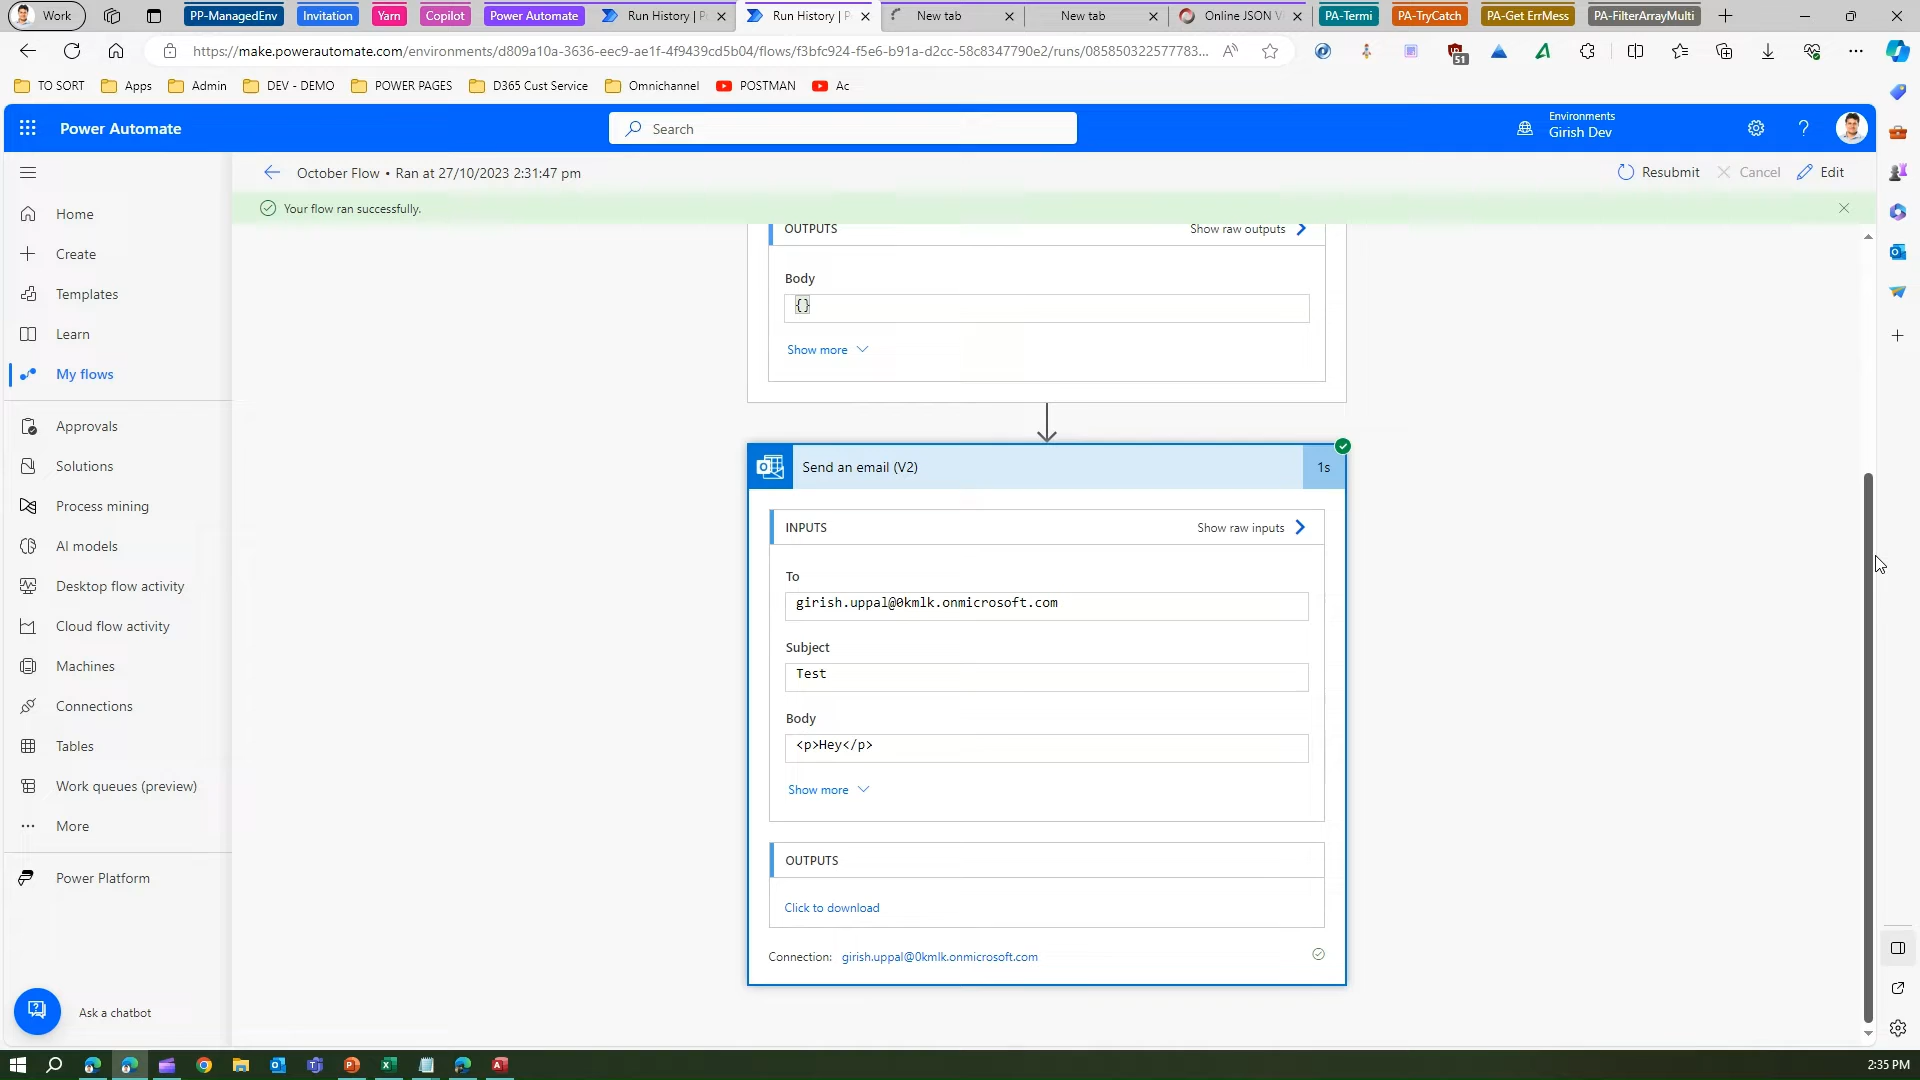 Work
PP-ManagedEnv
Invitation
Yarn
Copilot
Power Automate
Run History | P
Run History | P
New tab
New tab
Online JSON V
PA-Termi
PA-TryCatch
PA-Get ErrMess
PA-FilterArrayMulti
https://make.powerautomate.com/environments/d809a10a-3636-eec9-ae1f-4f9439cd5b04/flows/f3bfc924-f5e6-b91a-d2cc-58c8347790e2/runs/085850322577783...
51
TO SORT
Apps
Admin
DEV - DEMO
POWER PAGES
D365 Cust Service
Omnichannel
POSTMAN
Ac
Power Automate
Search
Environments
Girish Dev
October Flow • Ran at 27/10/2023 2:31:47 pm
Resubmit
Cancel
Edit
Your flow ran successfully.
Home
Create
Templates
Learn
My flows
Approvals
Solutions
Process mining
AI models
Desktop flow activity
Cloud flow activity
Machines
Connections
Tables
Work queues (preview)
More
Power Platform
Ask a chatbot
OUTPUTS
Show raw outputs
Body
{}
Show more
Send an email (V2)
1s
INPUTS
Show raw inputs
To
girish.uppal@0kmlk.onmicrosoft.com
Subject
Test
Body
<p>Hey</p>
Show more
OUTPUTS
Click to download
Connection: girish.uppal@0kmlk.onmicrosoft.com
2:35 PM